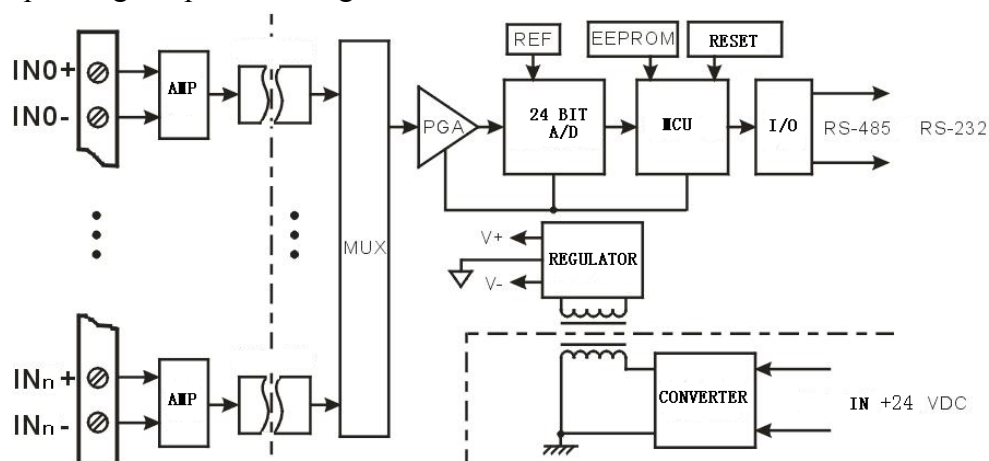 IN0+
IN0-
AMP
MUX
PGA
REF
24 BIT
A/D
EEPROM
MCU
RESET
I/O
RS-485 RS-232
V+
V-
REGULATOR
INn+
INn-
AMP
CONVERTER
IN +24 VDC